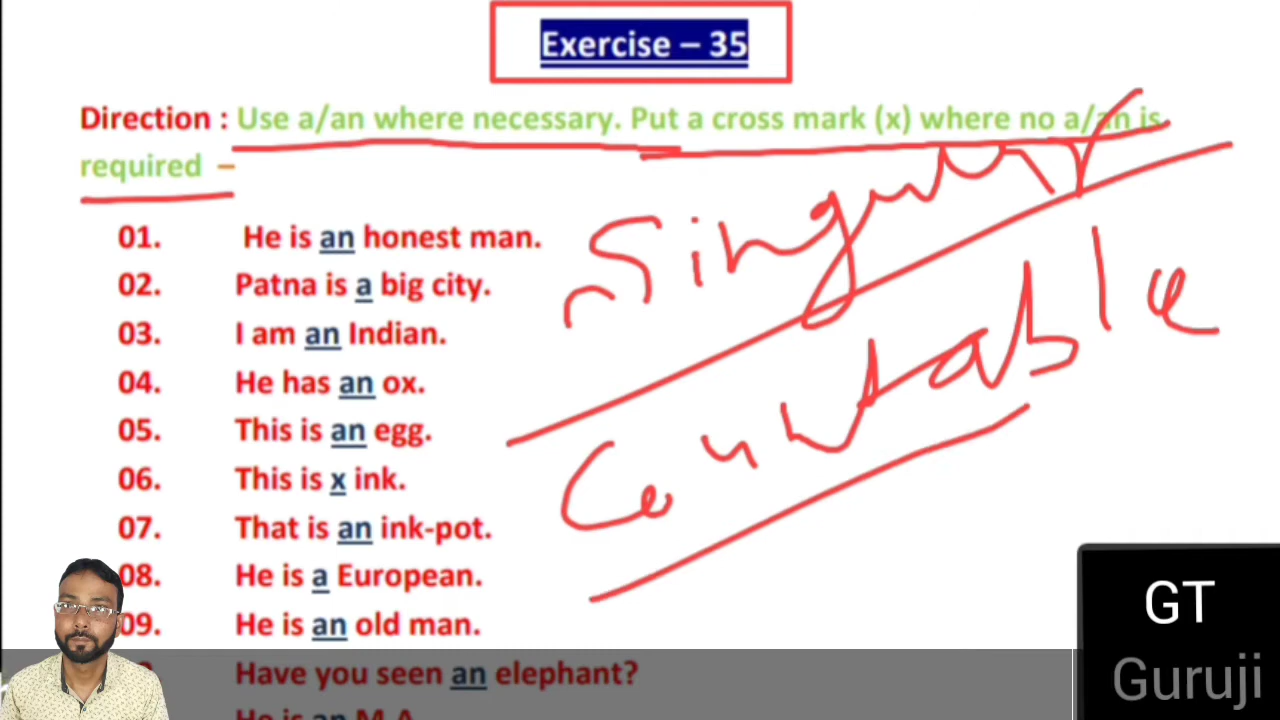 Exercise – 35
Direction : Use a/an where necessary. Put a cross mark (x) where no a/an is
required –
01. He is an honest man.
02. Patna is a big city.
03. I am an Indian.
04. He has an ox.
05. This is an egg.
06. This is x ink.
07. That is an ink-pot.
08. He is a European.
09. He is an old man.
Have you seen an elephant?
He is an M.A.
Singular
Countable
GT
Guruji